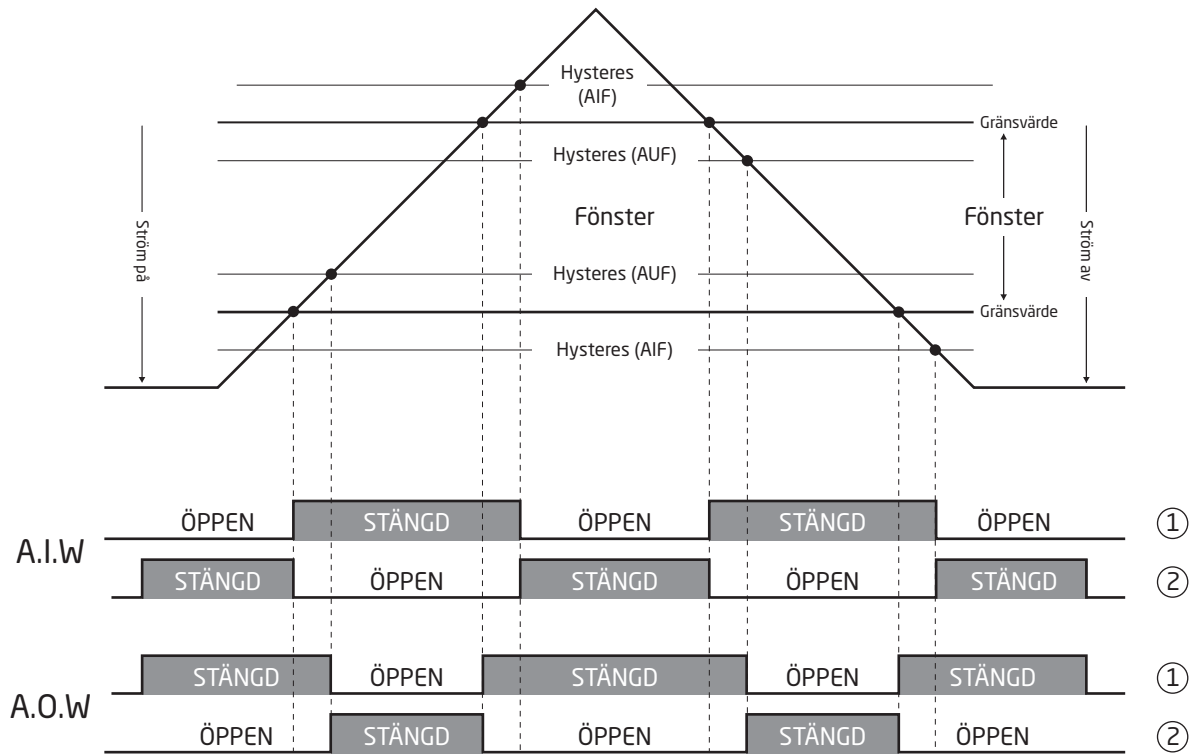 Hysteres
(AIF)
Gränsvärde
Hysteres (AUF)
Ström på
Fönster
Fönster
Ström av
Hysteres (AUF)
Gränsvärde
Hysteres (AIF)
A.I.W
ÖPPEN STÄNGD ÖPPEN STÄNGD ÖPPEN ①
STÄNGD ÖPPEN STÄNGD ÖPPEN STÄNGD ②
A.O.W
STÄNGD ÖPPEN STÄNGD ÖPPEN STÄNGD ①
ÖPPEN STÄNGD ÖPPEN STÄNGD ÖPPEN ②